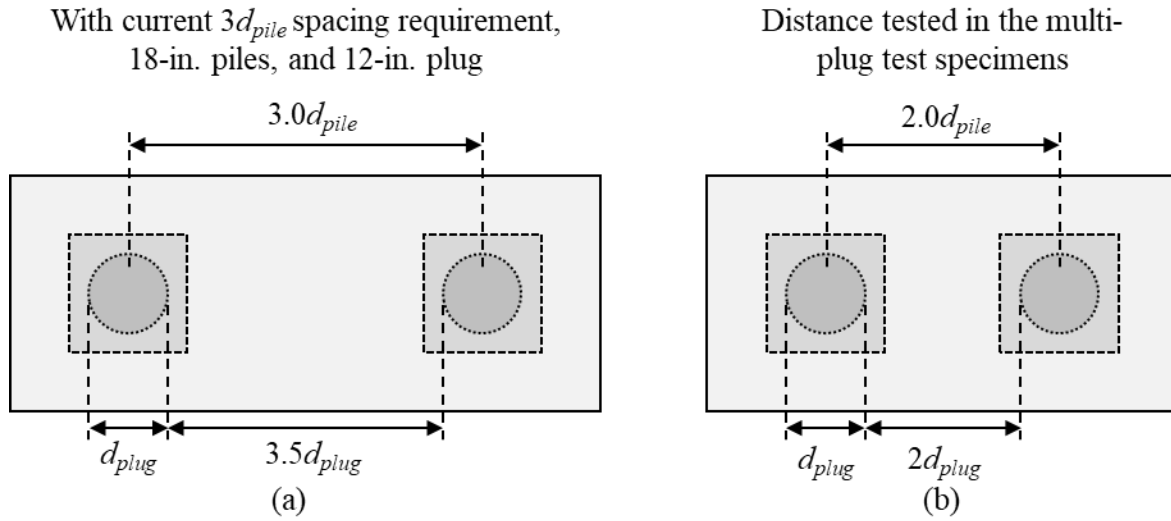 With current 3d_pile spacing requirement,
18-in. piles, and 12-in. plug
3.0d_pile
d_plug
3.5d_plug
(a)
Distance tested in the multi-
plug test specimens
2.0d_pile
d_plug
2d_plug
(b)